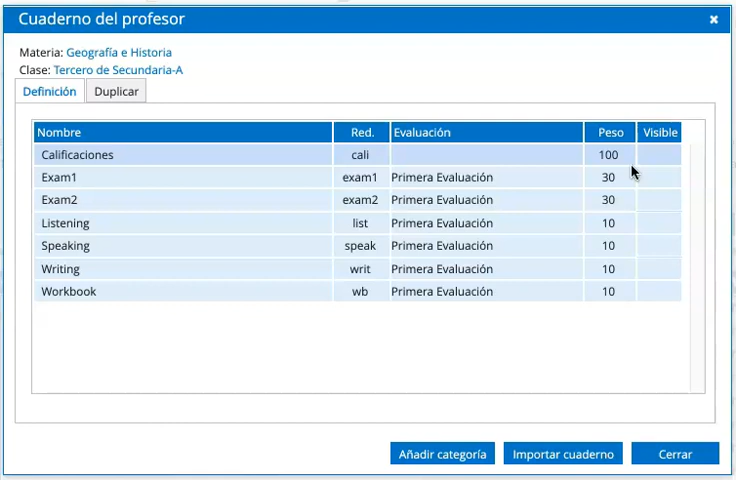 Cuaderno del profesor
Materia: Geografía e Historia
Clase: Tercero de Secundaria-A
Definición Duplicar
Nombre Red. Evaluación Peso Visible
Calificaciones cali 100
Exam1 exam1 Primera Evaluación 30
Exam2 exam2 Primera Evaluación 30
Listening list Primera Evaluación 10
Speaking speak Primera Evaluación 10
Writing writ Primera Evaluación 10
Workbook wb Primera Evaluación 10
Añadir categoría Importar cuaderno Cerrar